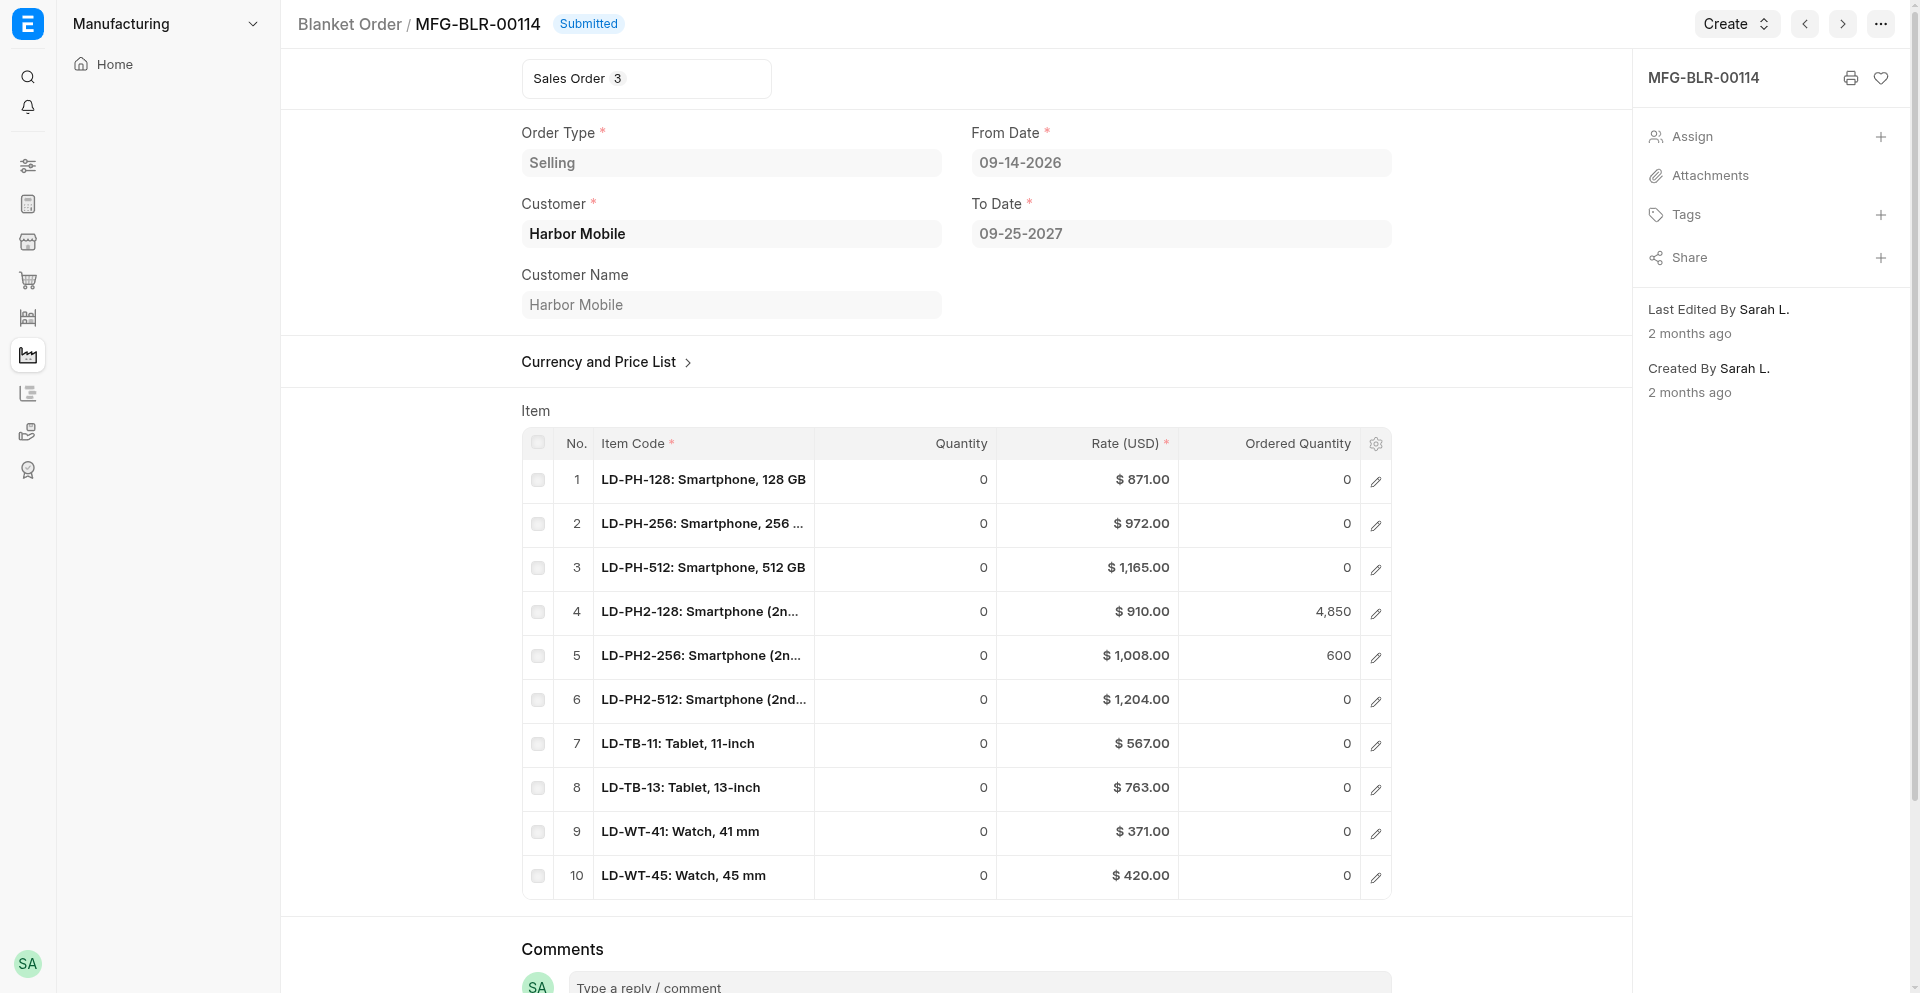 Manufacturing
Blanket Order / MFG-BLR-00114 Submitted
Create
Home
Sales Order 3
MFG-BLR-00114
Order Type *
Selling
From Date *
09-14-2026
Customer *
Harbor Mobile
To Date *
09-25-2027
Customer Name
Harbor Mobile
Assign
Attachments
Tags
Share
Last Edited By Sarah L.
2 months ago
Created By Sarah L.
2 months ago
Currency and Price List
Item
No. Item Code * Quantity Rate (USD) * Ordered Quantity
1 LD-PH-128: Smartphone, 128 GB 0 $ 871.00 0
2 LD-PH-256: Smartphone, 256 ... 0 $ 972.00 0
3 LD-PH-512: Smartphone, 512 GB 0 $ 1,165.00 0
4 LD-PH2-128: Smartphone (2n... 0 $ 910.00 4,850
5 LD-PH2-256: Smartphone (2n... 0 $ 1,008.00 600
6 LD-PH2-512: Smartphone (2nd... 0 $ 1,204.00 0
7 LD-TB-11: Tablet, 11-inch 0 $ 567.00 0
8 LD-TB-13: Tablet, 13-inch 0 $ 763.00 0
9 LD-WT-41: Watch, 41 mm 0 $ 371.00 0
10 LD-WT-45: Watch, 45 mm 0 $ 420.00 0
Comments
SA
SA Type a reply / comment